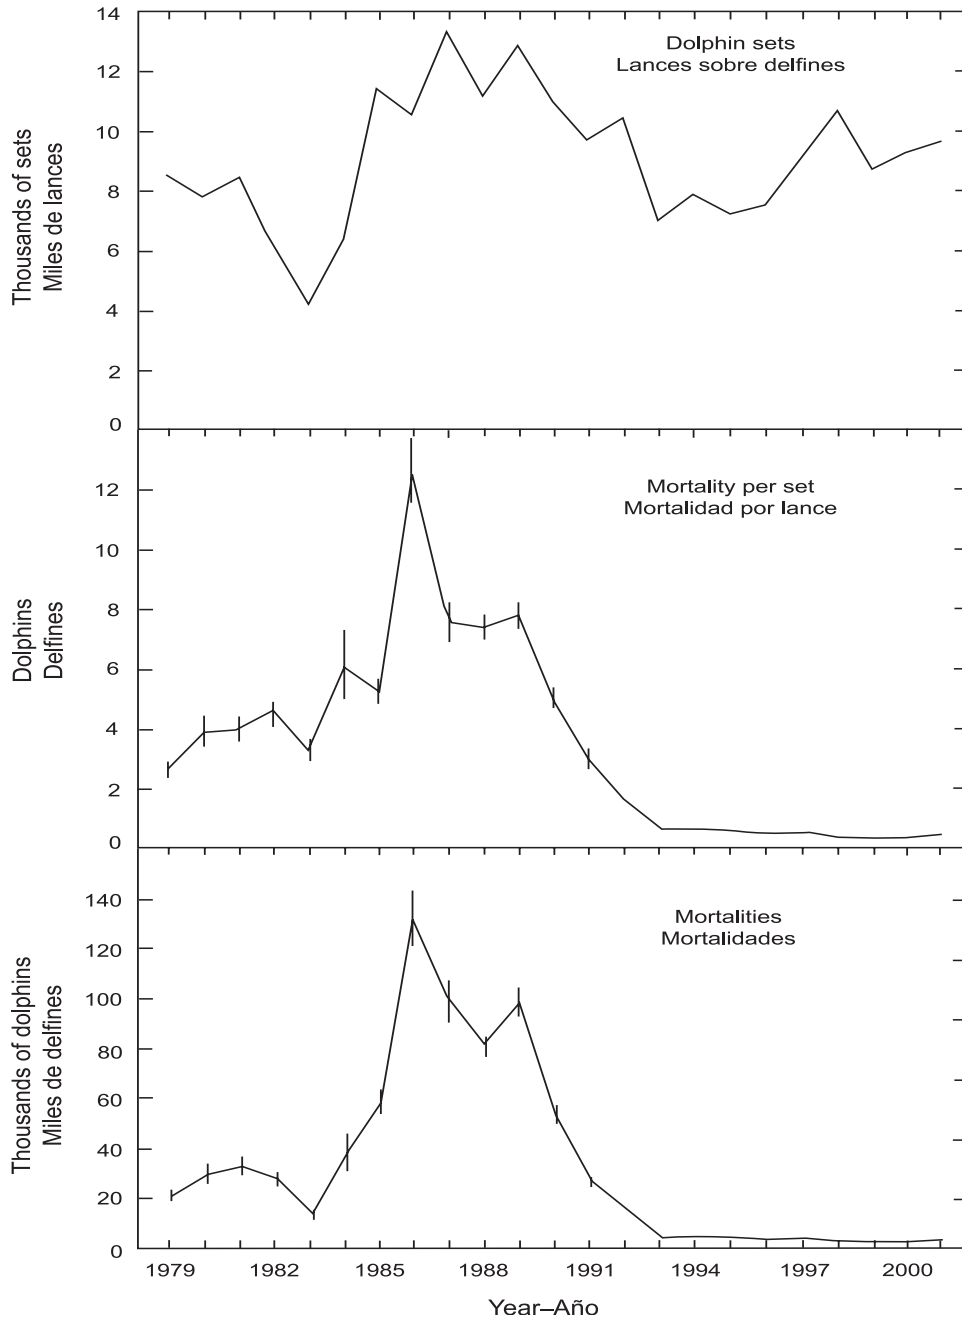 14
12
10
8
6
4
2
0
Thousands of sets
Miles de lances
Dolphin sets
Lances sobre delfines
12
10
8
6
4
2
0
Dolphins
Delfines
Mortality per set
Mortalidad por lance
140
120
100
80
60
40
20
0
Thousands of dolphins
Miles de delfines
Mortalities
Mortalidades
1979 1982 1985 1988 1991 1994 1997 2000
Year–Año